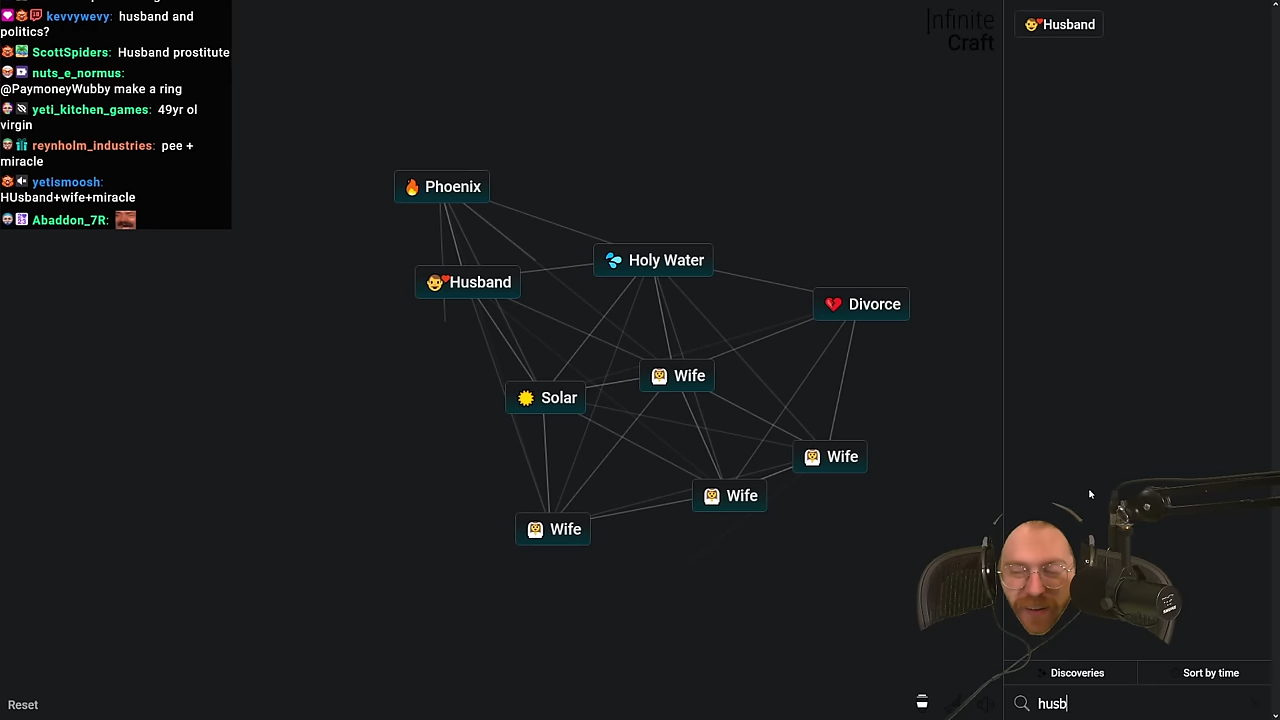 kevvywevy: husband and
politics?
ScottSpiders: Husband prostitute
nuts_e_normus:
@PaymoneyWubby make a ring
yeti_kitchen_games: 49yr ol
virgin
reynholm_industries: pee +
miracle
yetismoosh:
HUsband+wife+miracle
Abaddon_7R:
Infinite
Craft
Husband
Phoenix
Holy Water
Husband
Divorce
Wife
Solar
Wife
Wife
Wife
Discoveries
Sort by time
Reset
husb